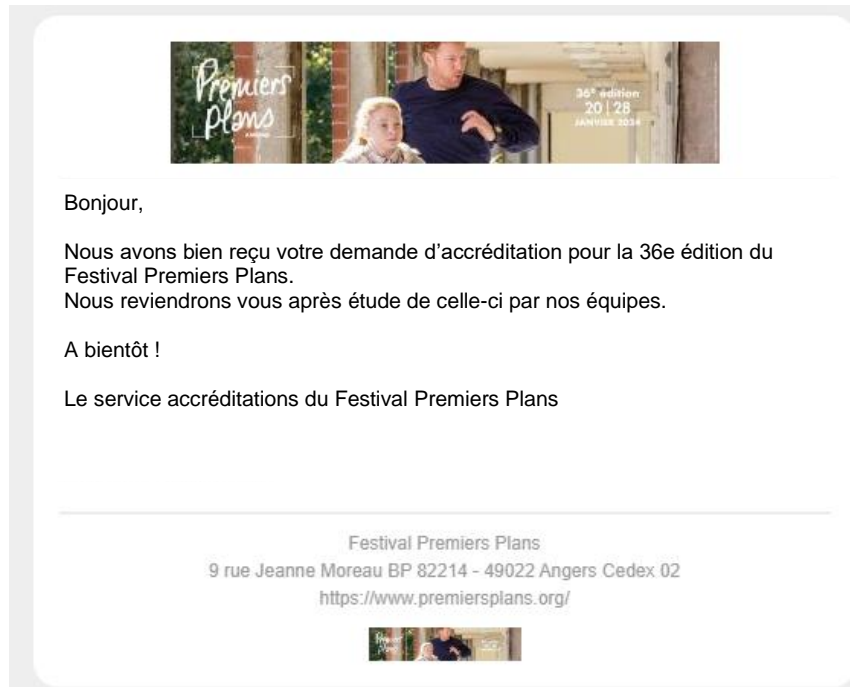 Premiers
Plans
ANGERS
36e édition
20 | 28
JANVIER 2024
Bonjour,
Nous avons bien reçu votre demande d'accréditation pour la 36e édition du
Festival Premiers Plans.
Nous reviendrons vous après étude de celle-ci par nos équipes.
A bientôt !
Le service accréditations du Festival Premiers Plans
Festival Premiers Plans
9 rue Jeanne Moreau BP 82214 - 49022 Angers Cedex 02
https://www.premiersplans.org/